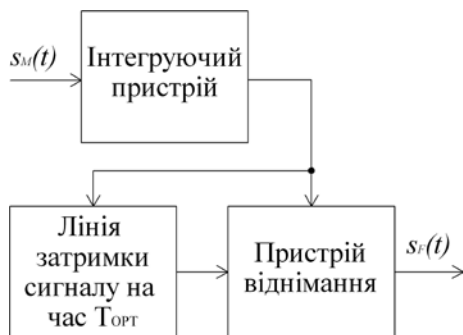 sM(t)
Інтегруючий
пристрій
Лінія
затримки
сигналу на
час TОРТ
Пристрій
віднімання
sF(t)